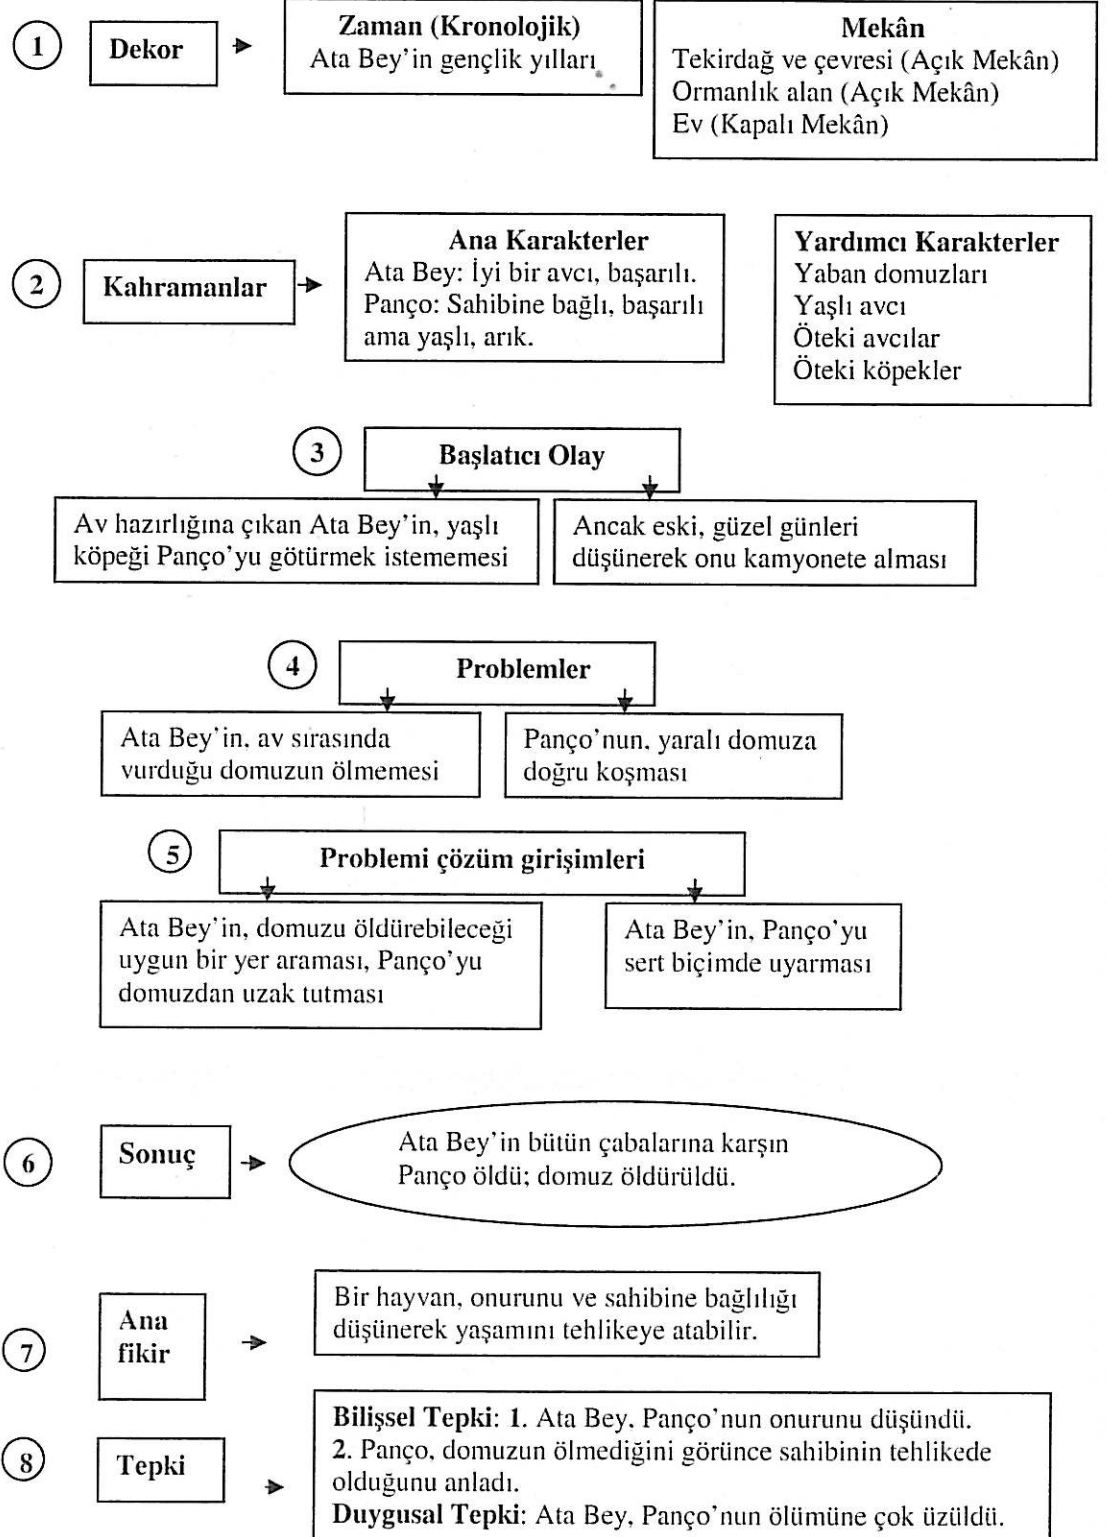 1
Dekor
Zaman (Kronolojik)
Ata Bey'in gençlik yılları
Mekân
Tekirdağ ve çevresi (Açık Mekân)
Ormanlık alan (Açık Mekân)
Ev (Kapalı Mekân)
2
Kahramanlar
Ana Karakterler
Ata Bey: İyi bir avcı, başarılı.
Panço: Sahibine bağlı, başarılı
ama yaşlı, arık.
Yardımcı Karakterler
Yaban domuzları
Yaşlı avcı
Öteki avcılar
Öteki köpekler
3
Başlatıcı Olay
Av hazırlığına çıkan Ata Bey'in, yaşlı
köpeği Panço'yu götürmek istememesi
Ancak eski, güzel günleri
düşünerek onu kamyonete alması
4
Problemler
Ata Bey'in, av sırasında
vurduğu domuzun ölmemesi
Panço'nun, yaralı domuza
doğru koşması
5
Problemi çözüm girişimleri
Ata Bey'in, domuzu öldürebileceği
uygun bir yer araması, Panço'yu
domuzdan uzak tutması
Ata Bey'in, Panço'yu
sert biçimde uyarması
6
Sonuç
Ata Bey'in bütün çabalarına karşın
Panço öldü; domuz öldürüldü.
7
Ana
fikir
Bir hayvan, onurunu ve sahibine bağlılığı
düşünerek yaşamını tehlikeye atabilir.
8
Tepki
Bilişsel Tepki: 1. Ata Bey, Panço'nun onurunu düşündü.
2. Panço, domuzun ölmediğini görünce sahibinin tehlikede
olduğunu anladı.
Duygusal Tepki: Ata Bey, Panço'nun ölümüne çok üzüldü.